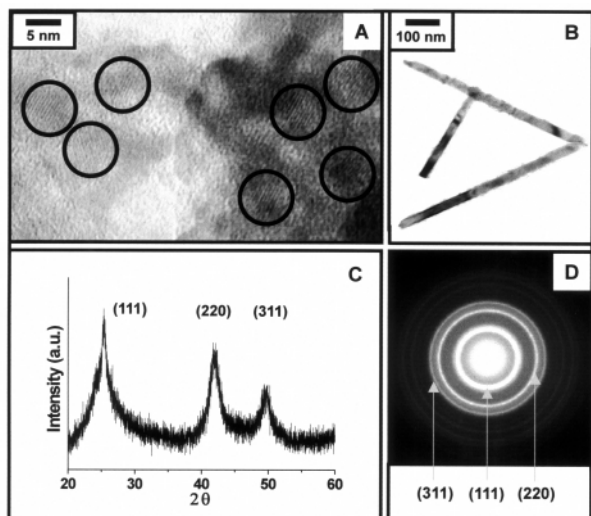 5 nm
A
100 nm
B
C
(111)
(220)
(311)
Intensity (a.u.)
20 30 40 50 60
2θ
D
(311) (111) (220)